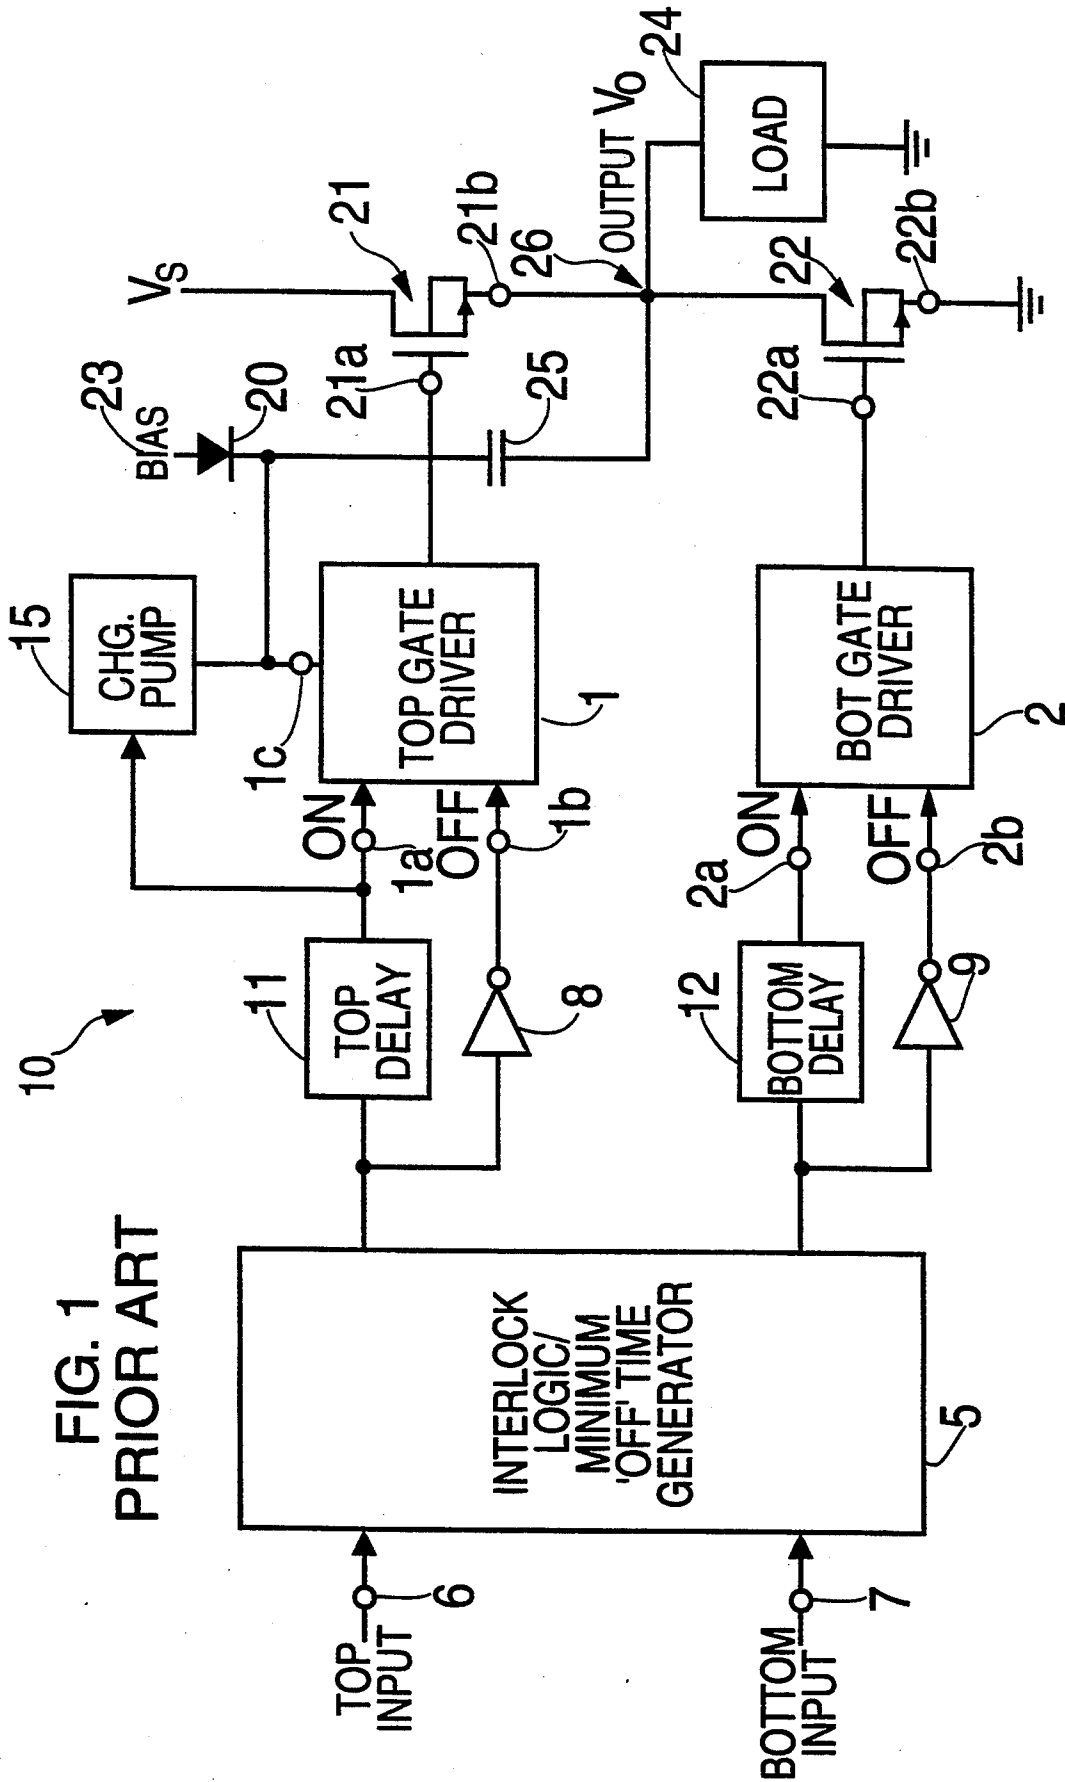 FIG. 1
PRIOR ART
10
TOP
INPUT
6
BOTTOM
INPUT
7
INTERLOCK
LOGIC/
MINIMUM
'OFF' TIME
GENERATOR
5
11
TOP
DELAY
8
12
BOTTOM
DELAY
9
15
CHG.
PUMP
1c
ON
1a
OFF
1b
TOP GATE
DRIVER
1
2a
ON
OFF
2b
BOT GATE
DRIVER
2
23
BIAS
20
VS
21
21a
21b
25
26
OUTPUT VO
24
LOAD
22
22a
22b